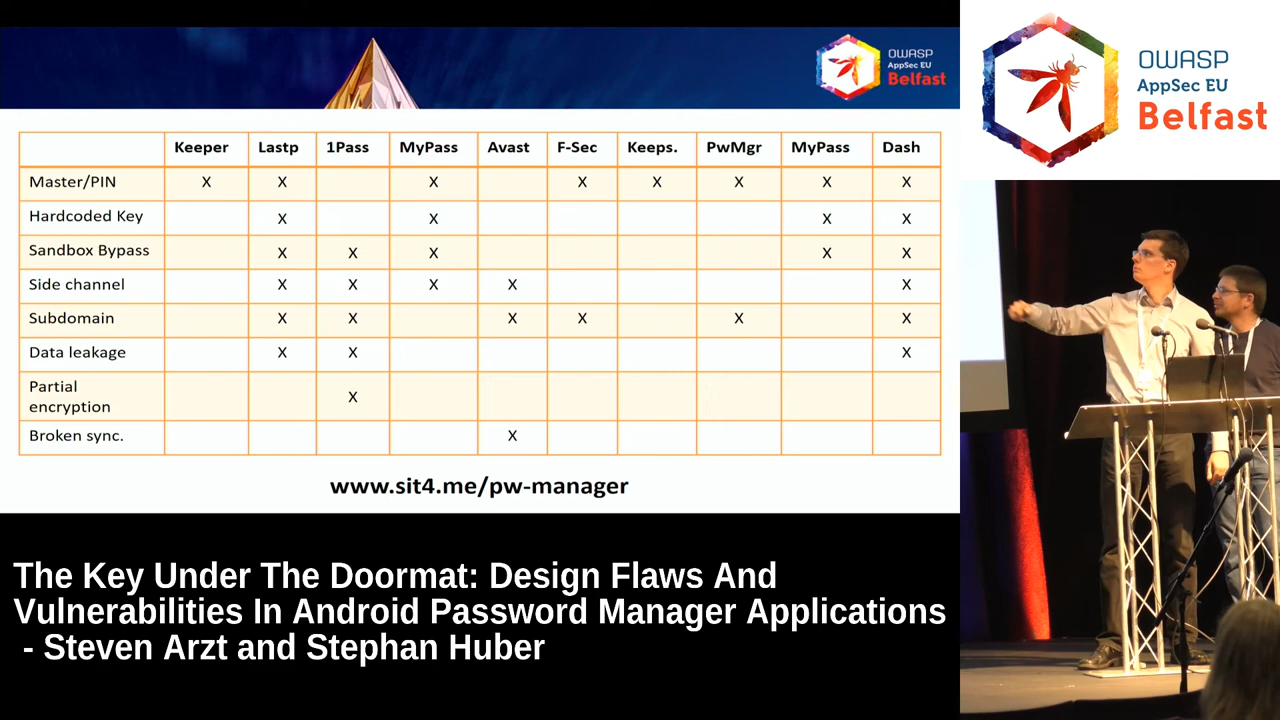 OWASP
AppSec EU
Belfast
OWASP
AppSec EU
Belfast
Keeper Lastp 1Pass MyPass Avast F-Sec Keeps. PwMgr MyPass Dash
Master/PIN X X X X X X X X
Hardcoded Key X X X X
Sandbox Bypass X X X X X
Side channel X X X X X
Subdomain X X X X X X
Data leakage X X X
Partial
encryption X
Broken sync. X
www.sit4.me/pw-manager
The Key Under The Doormat: Design Flaws And
Vulnerabilities In Android Password Manager Applications
- Steven Arzt and Stephan Huber